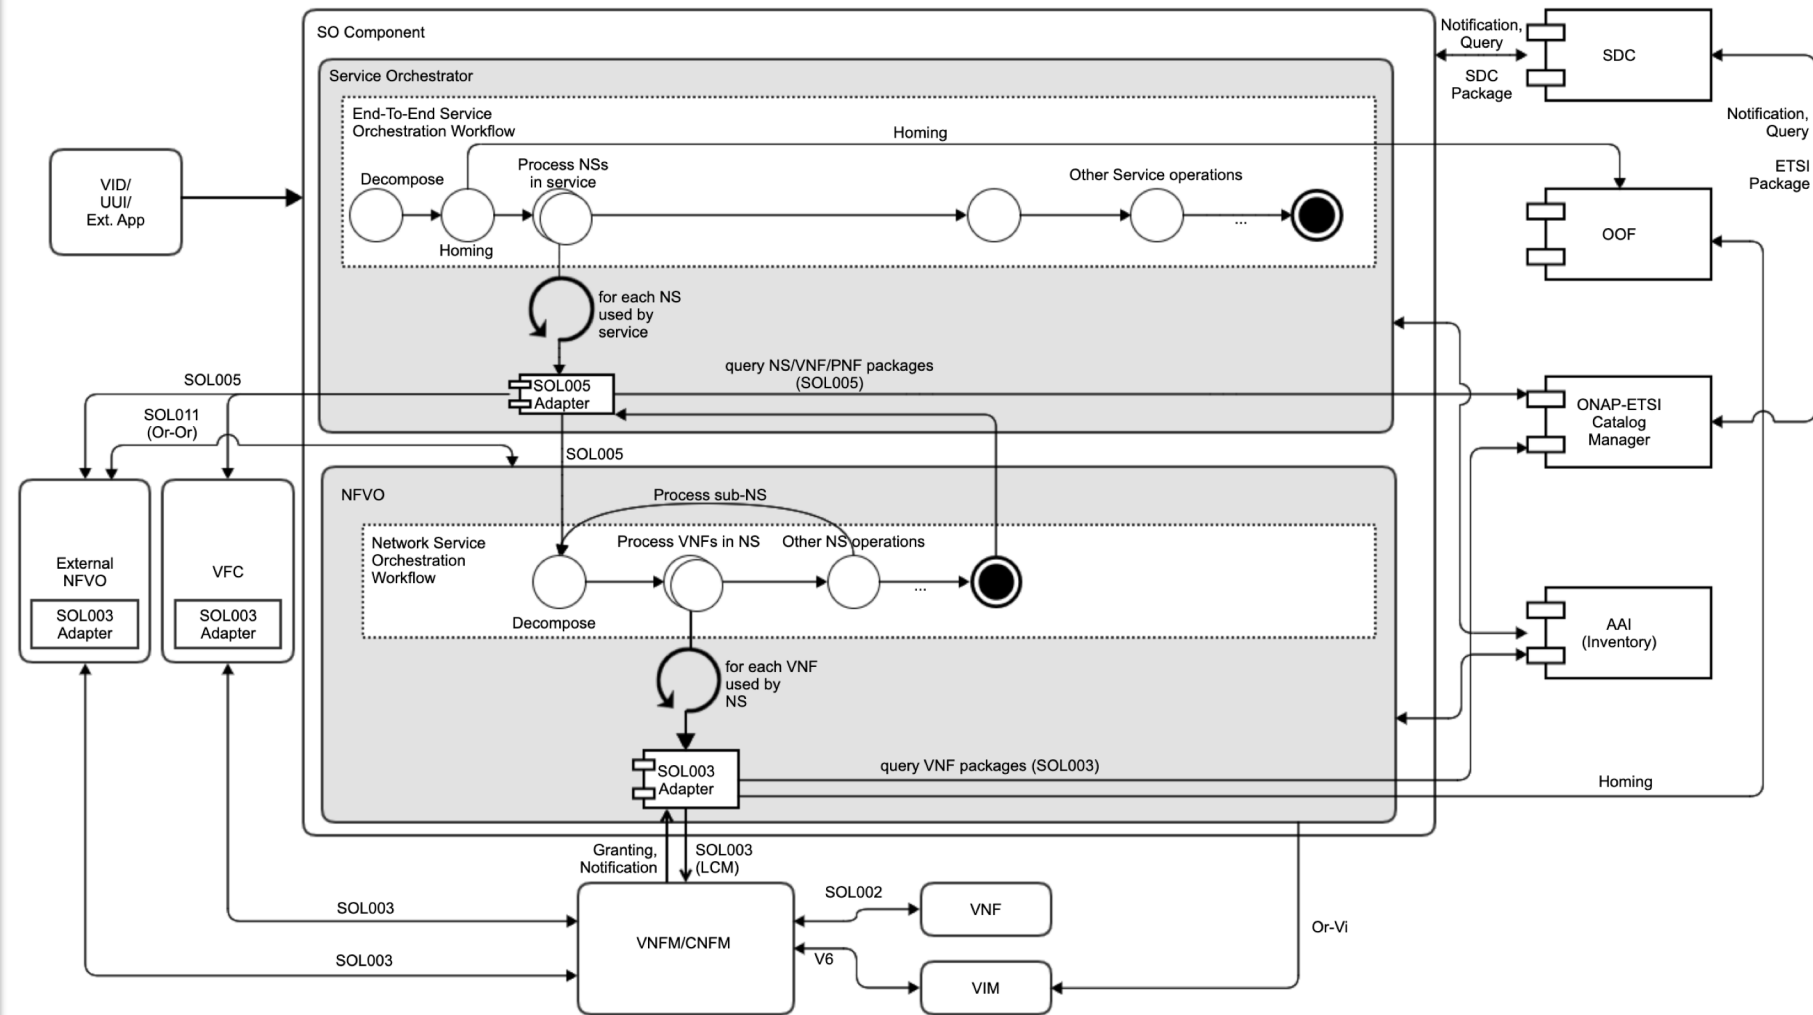 SO Component
Service Orchestrator
End-To-End Service
Orchestration Workflow
Homing
Decompose
Process NSs
in service
Other Service operations
Homing
...
for each NS
used by
service
VID/
UUI/
Ext. App
Notification,
Query
SDC
Package
SDC
Notification,
Query
ETSI
Package
OOF
SOL005
SOL005
Adapter
query NS/VNF/PNF packages
(SOL005)
ONAP-ETSI
Catalog
Manager
SOL011
(Or-Or)
SOL005
NFVO
Process sub-NS
Network Service
Orchestration
Workflow
Process VNFs in NS
Other NS operations
...
Decompose
External
NFVO
SOL003
Adapter
VFC
SOL003
Adapter
for each VNF
used by
NS
AAI
(Inventory)
SOL003
Adapter
query VNF packages (SOL003)
Homing
Granting,
Notification
SOL003
(LCM)
SOL003
SOL003
VNFM/CNFM
SOL002
VNF
V6
VIM
Or-Vi